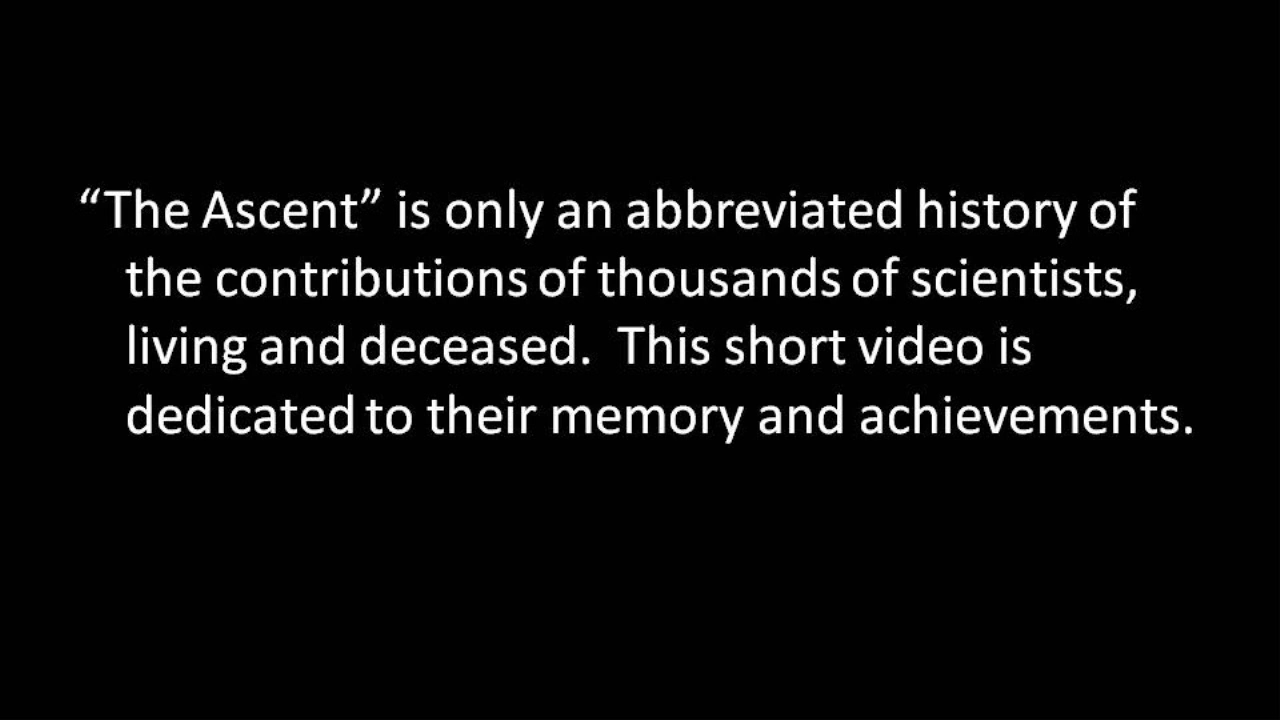 “The Ascent” is only an abbreviated history of
the contributions of thousands of scientists,
living and deceased.  This short video is
dedicated to their memory and achievements.